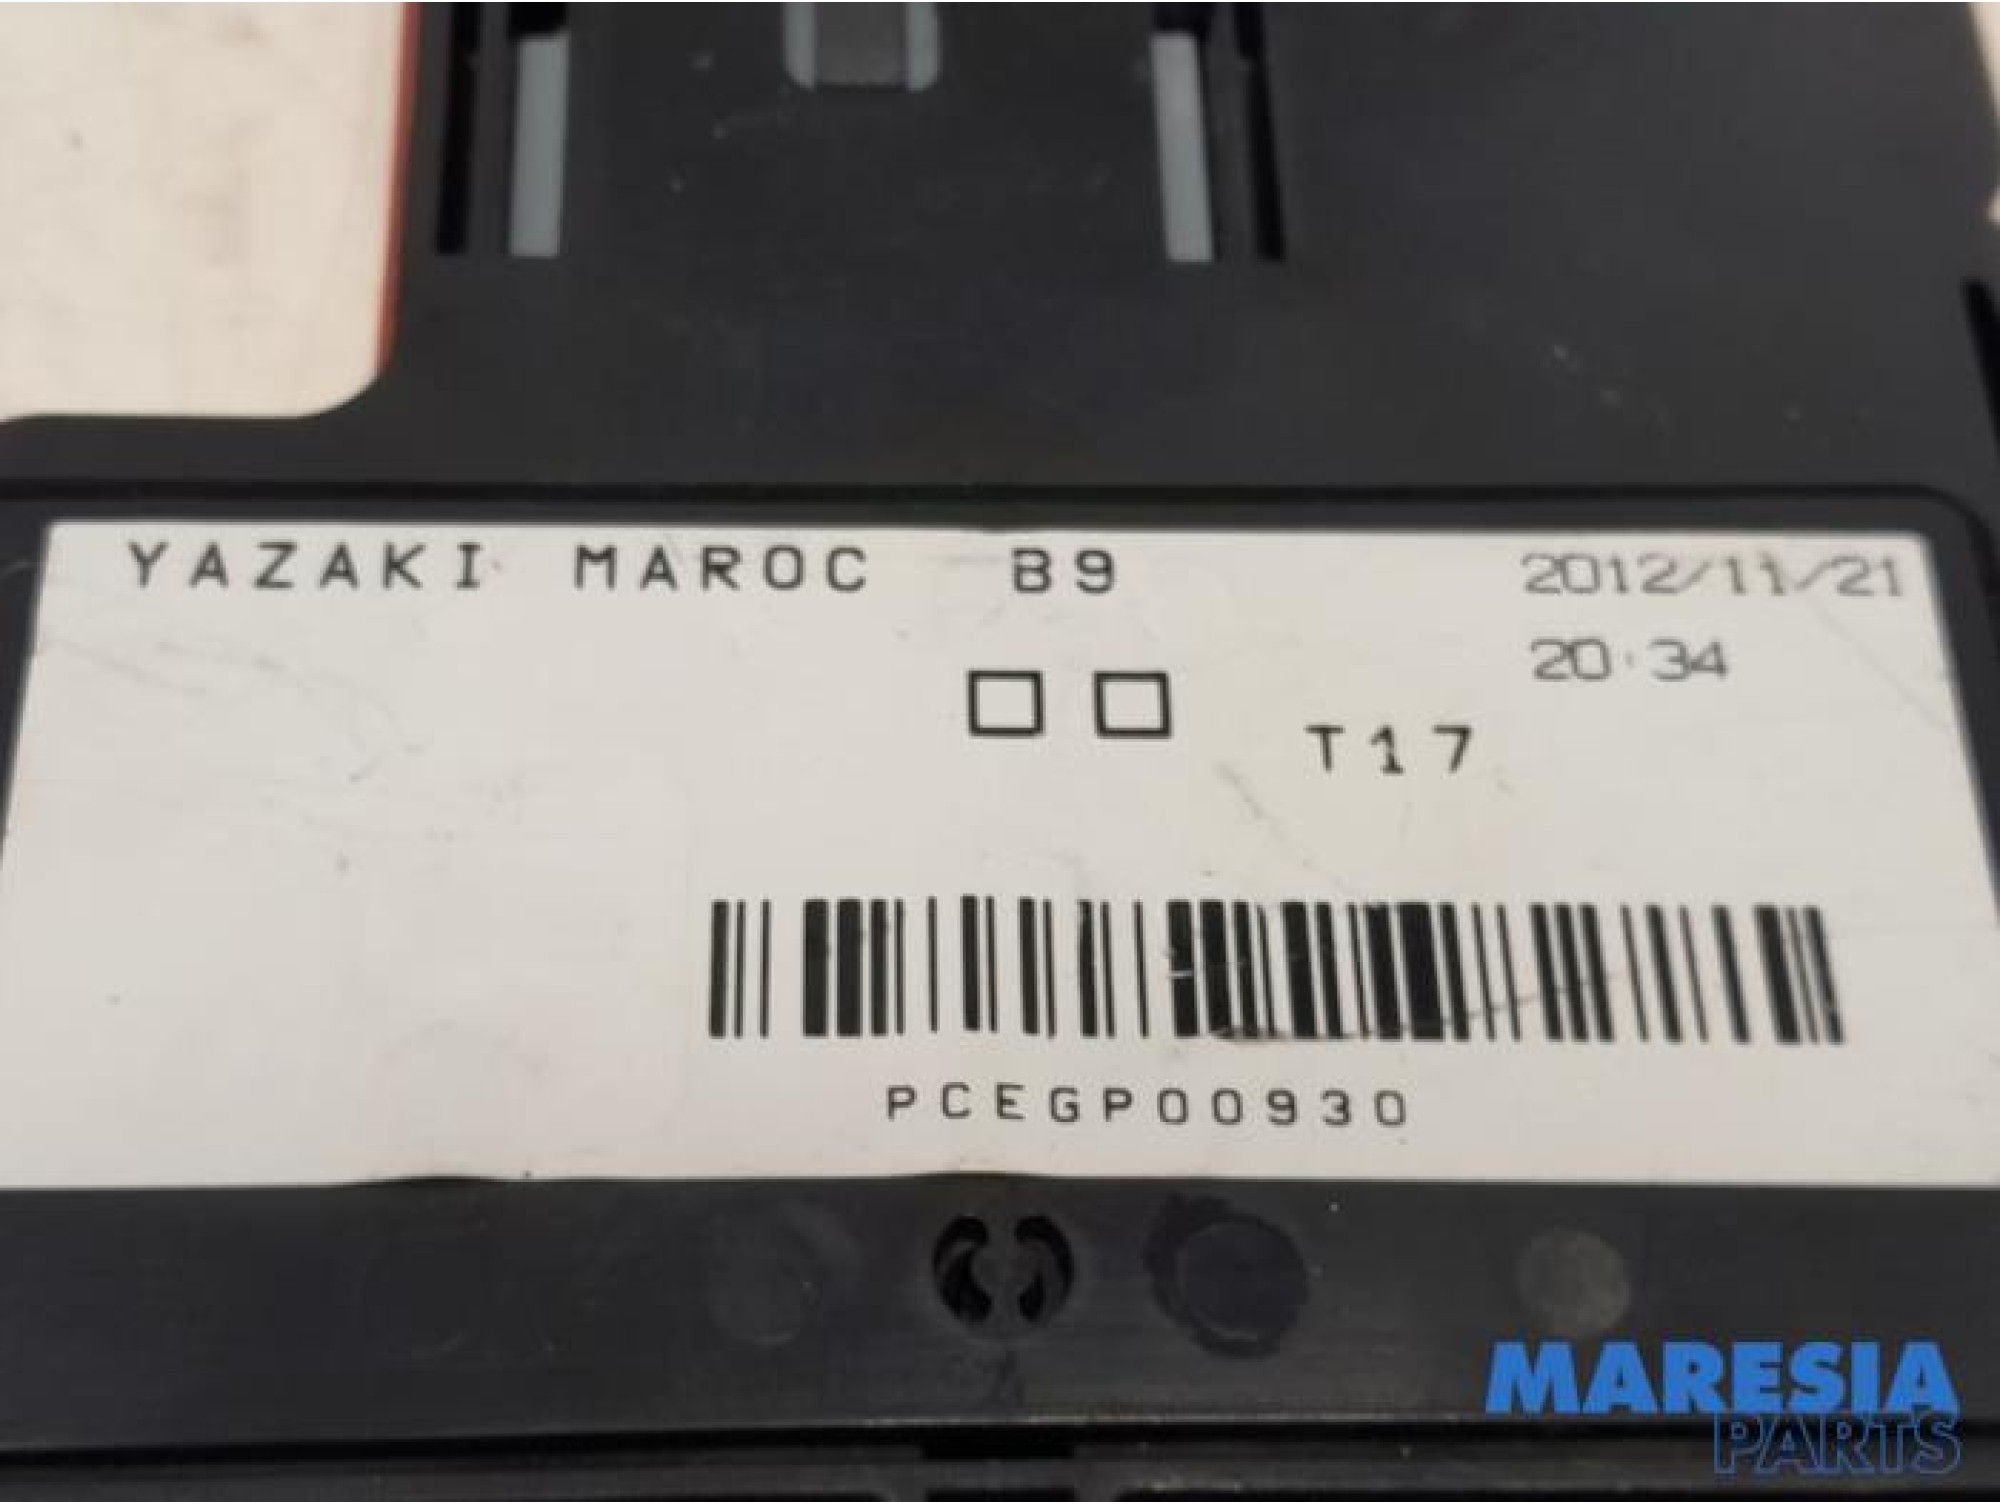 YAZAKI MAROC B9
2012/11/21
20:34
T17
PCEGP00930
MARESIA
PARTS